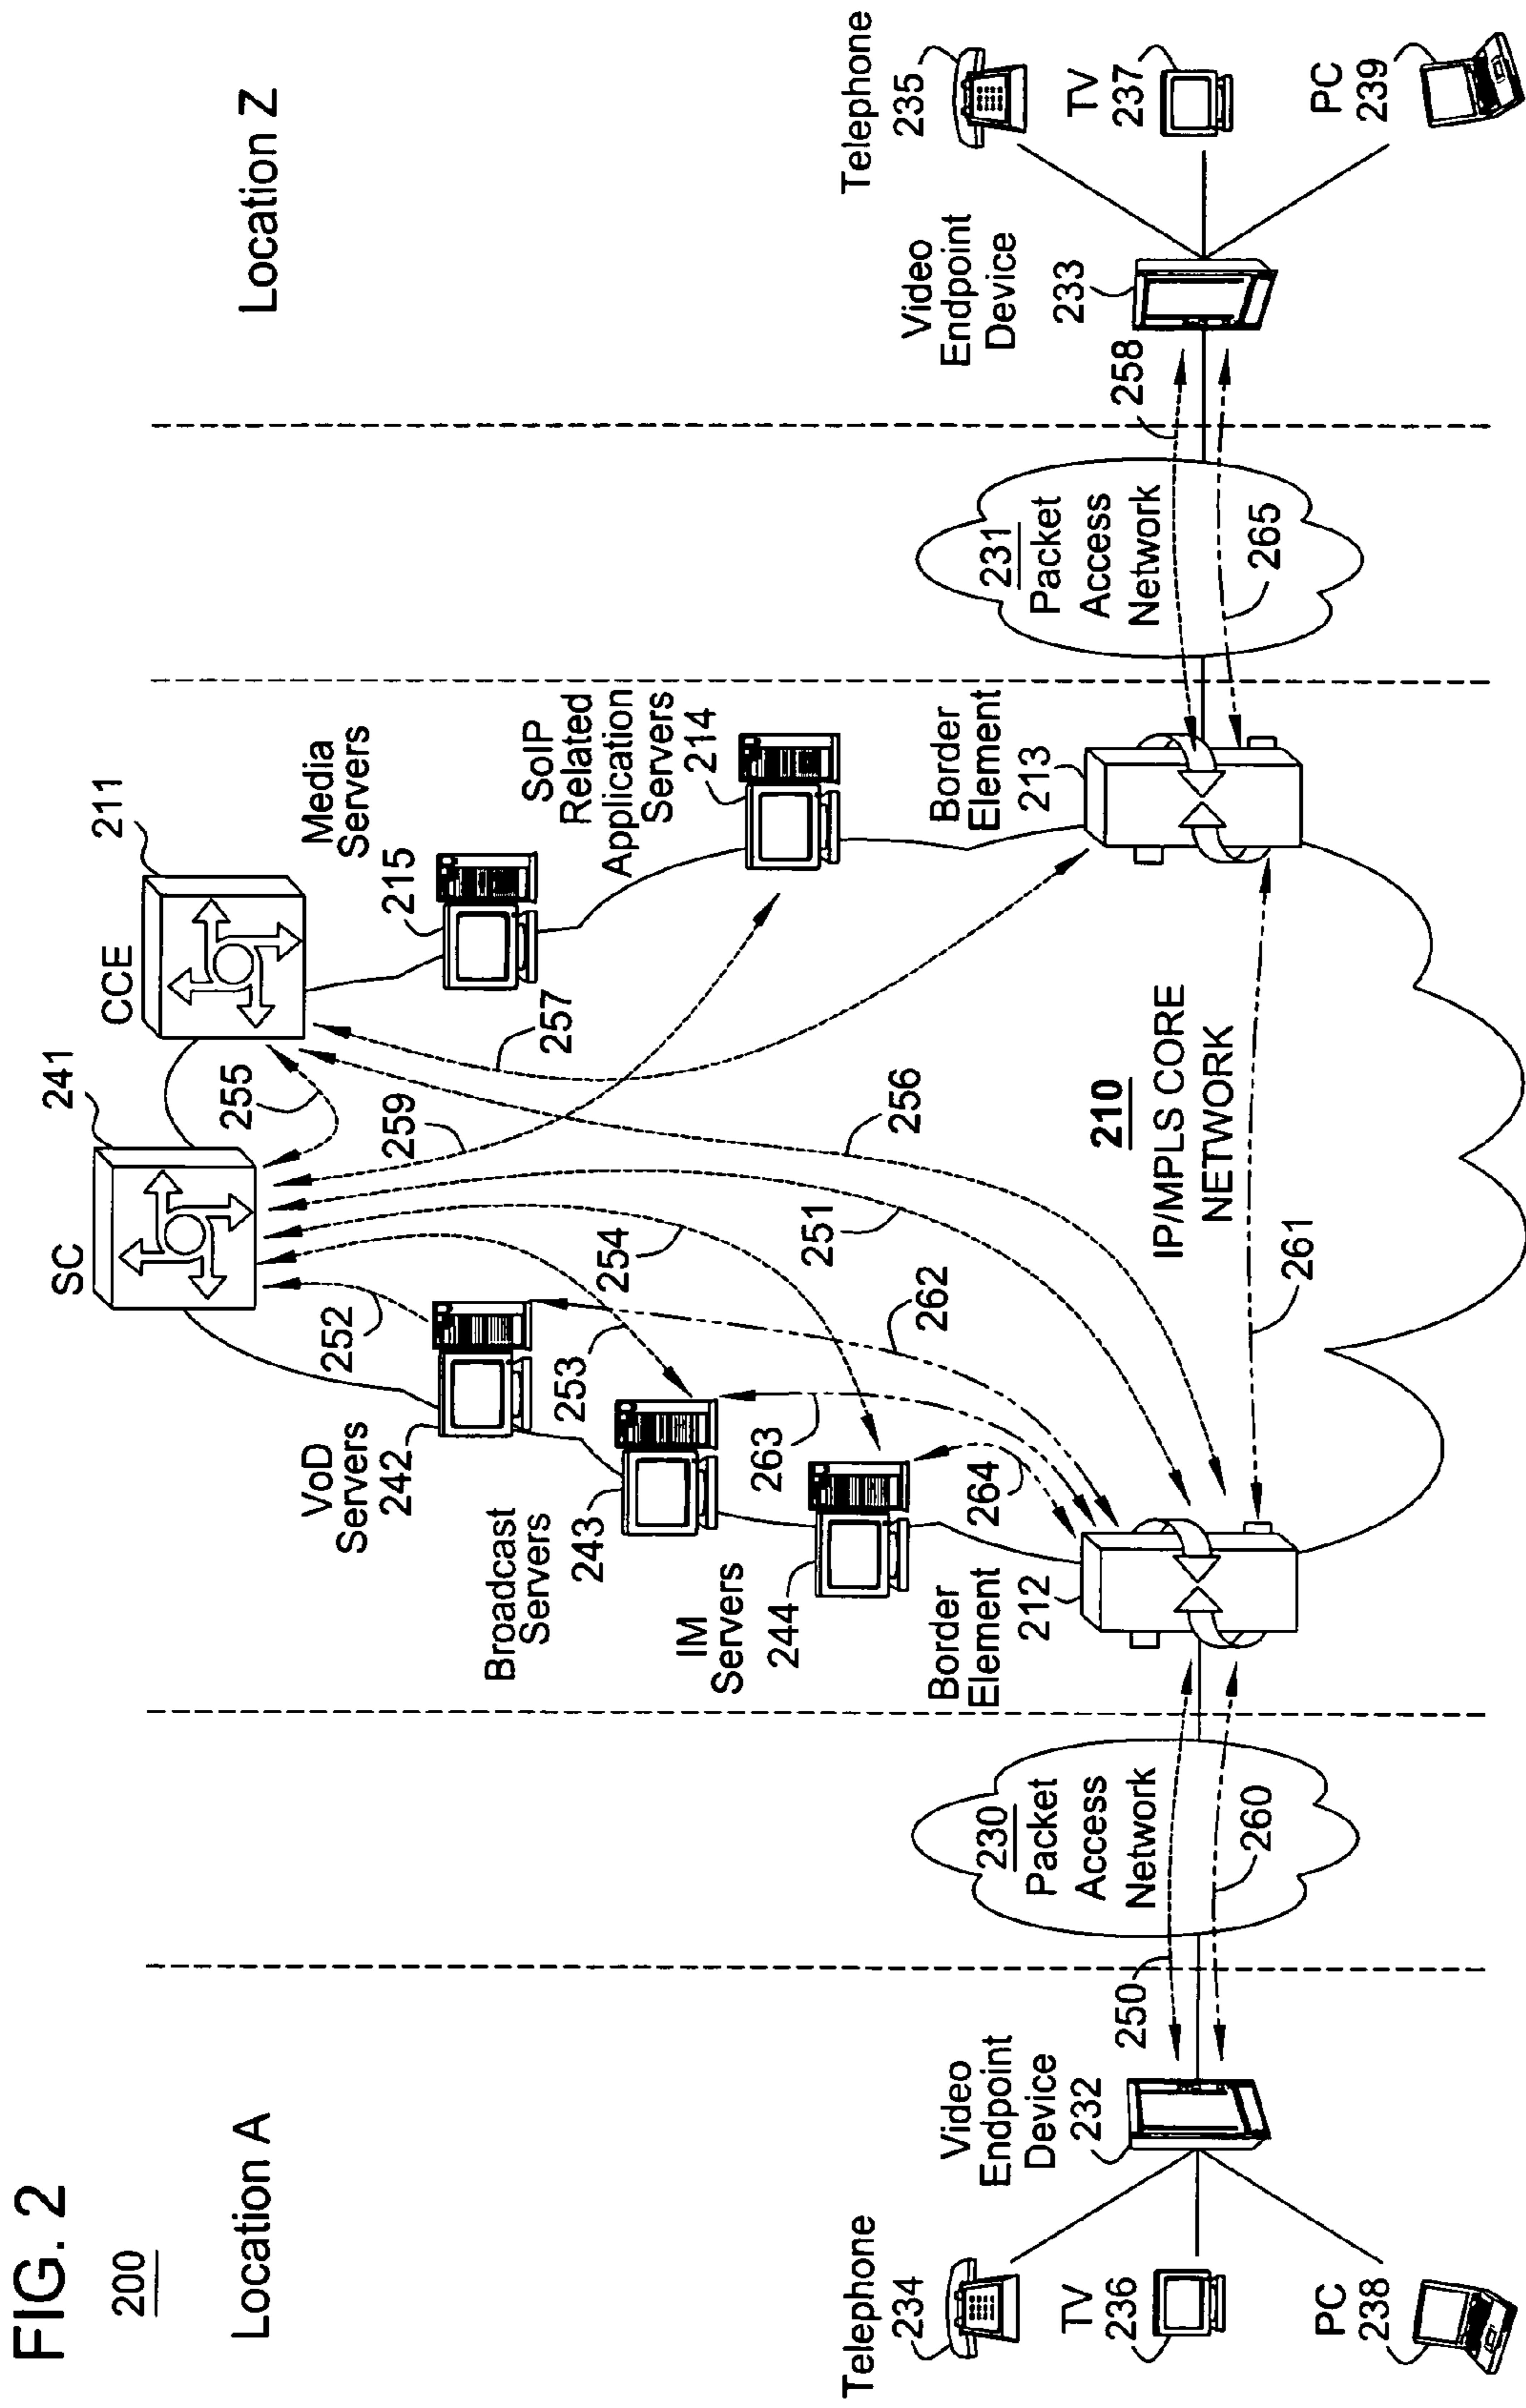 FIG. 2
200
Location A
Location Z
SC
241
CCE
211
255
252
VoD
Servers
242
259
257
215
Media
Servers
253
Broadcast
Servers
243
254
256
SoIP
Related
Application
Servers
214
251
262
263
IM
Servers
244
264
Border
Element
212
210
IP/MPLS CORE
NETWORK
261
Border
Element
213
230
Packet
Access
Network
250
260
231
Packet
Access
Network
258
265
Video
Endpoint
Device
232
Telephone
234
TV
236
PC
238
Video
Endpoint
Device
233
Telephone
235
TV
237
PC
239